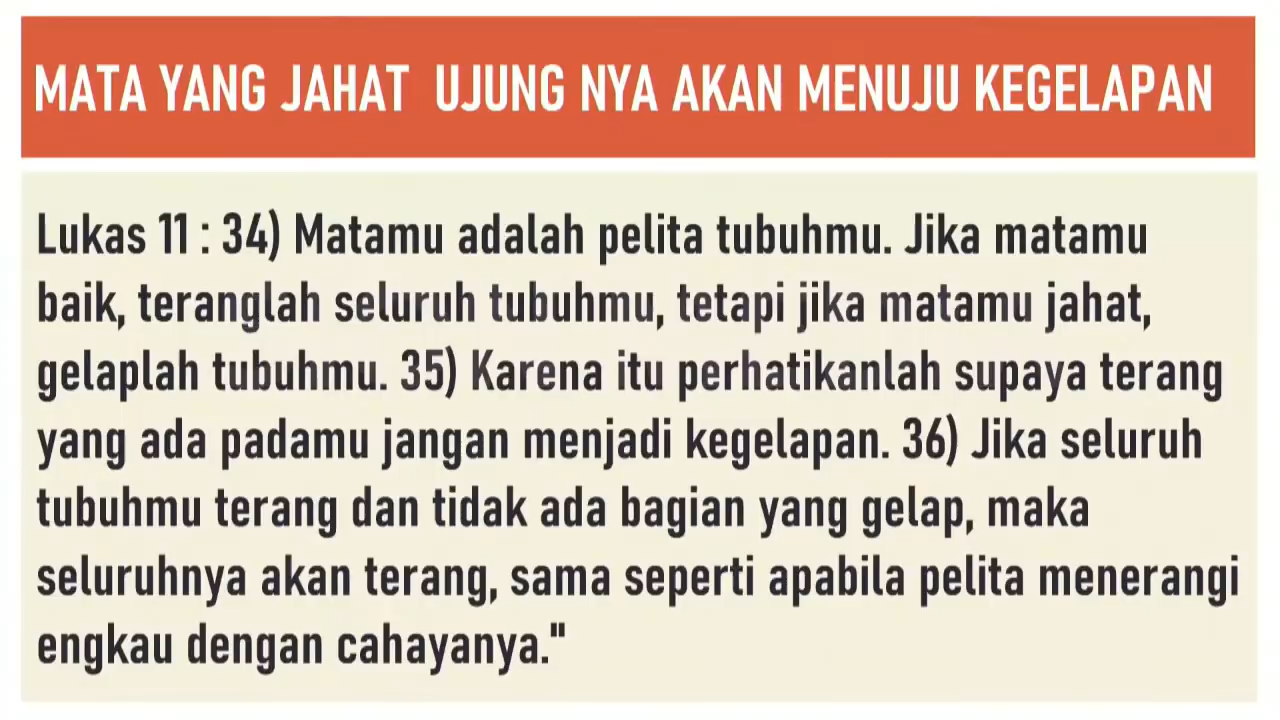 MATA YANG JAHAT UJUNG NYA AKAN MENUJU KEGELAPAN
Lukas 11 : 34) Matamu adalah pelita tubuhmu. Jika matamu
baik, teranglah seluruh tubuhmu, tetapi jika matamu jahat,
gelaplah tubuhmu. 35) Karena itu perhatikanlah supaya terang
yang ada padamu jangan menjadi kegelapan. 36) Jika seluruh
tubuhmu terang dan tidak ada bagian yang gelap, maka
seluruhnya akan terang, sama seperti apabila pelita menerangi
engkau dengan cahayanya."